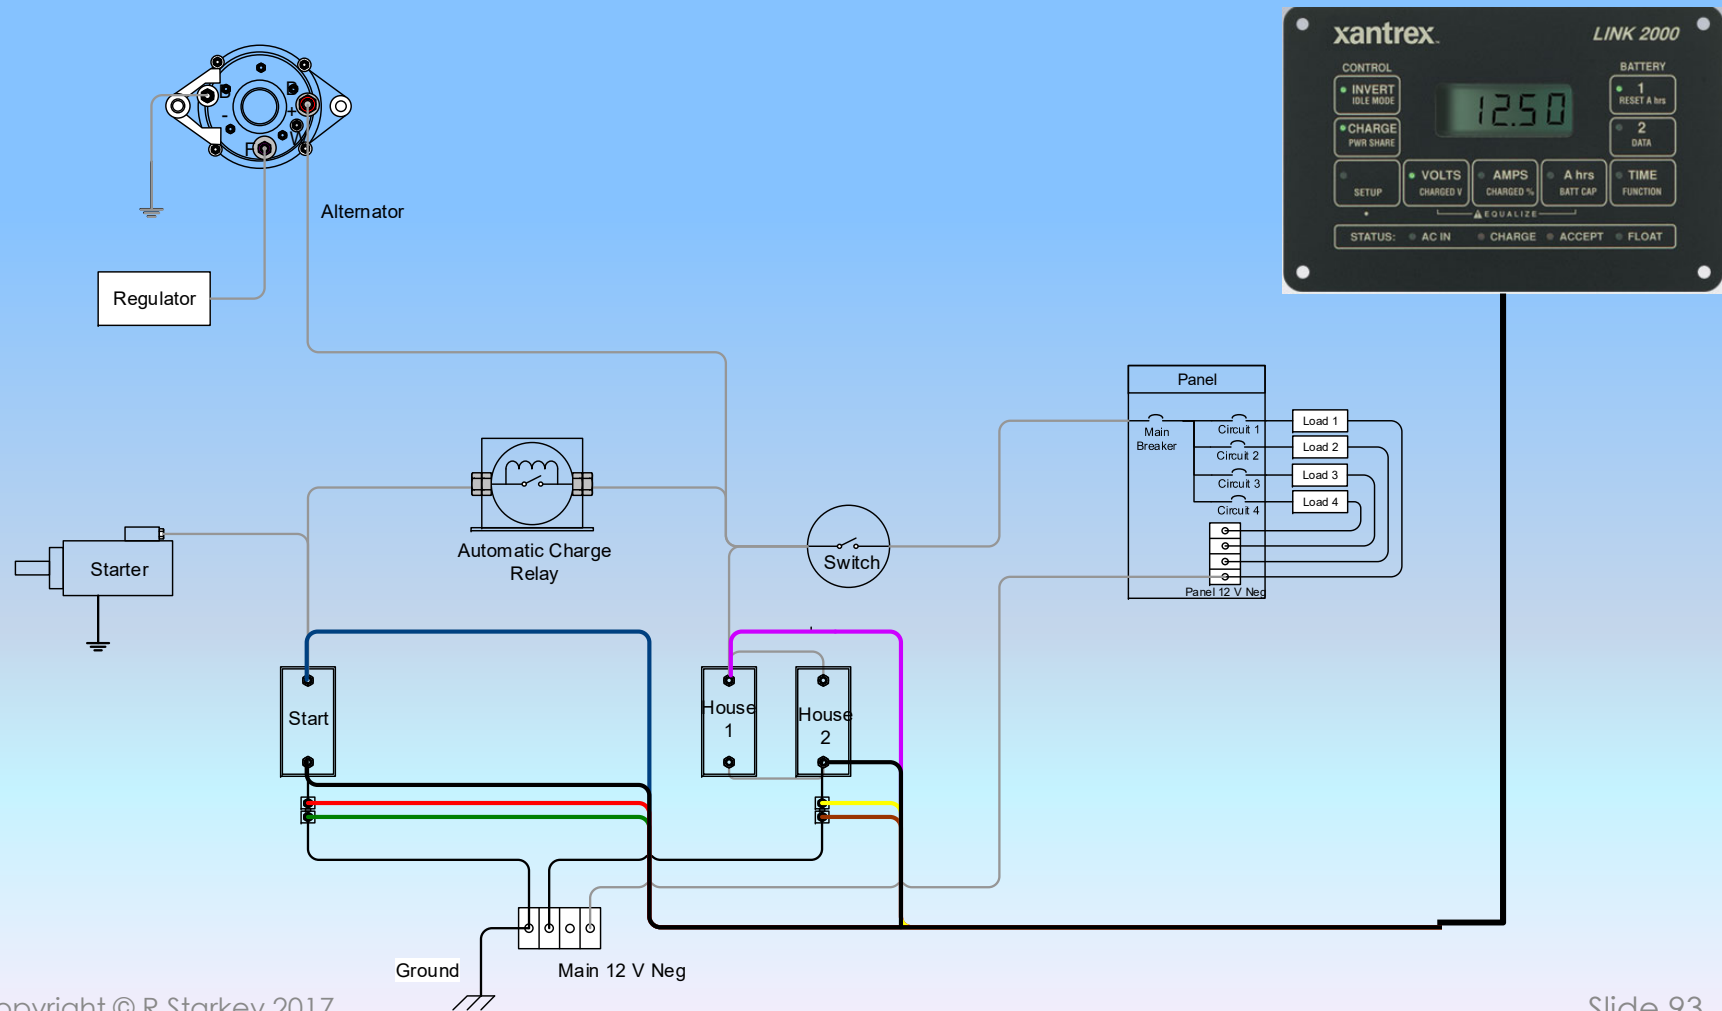 xantrex
LINK 2000
CONTROL
BATTERY
INVERT
IDLE MODE
1
RESET A hrs
12.50
CHARGE
PWR SHARE
2
DATA
SETUP
VOLTS
CHARGED V
AMPS
CHARGED %
A hrs
BATT CAP
TIME
FUNCTION
EQUALIZE
STATUS: AC IN CHARGE ACCEPT FLOAT
D
B
-
+
F
Alternator
Regulator
Panel
Main
Breaker
Circuit 1
Load 1
Circuit 2
Load 2
Circuit 3
Load 3
Circuit 4
Load 4
Panel 12 V Neg
Automatic Charge
Relay
Switch
Starter
Start
House
1
House
2
Ground
Main 12 V Neg
opyright © R Starkey 2017
Slide 93